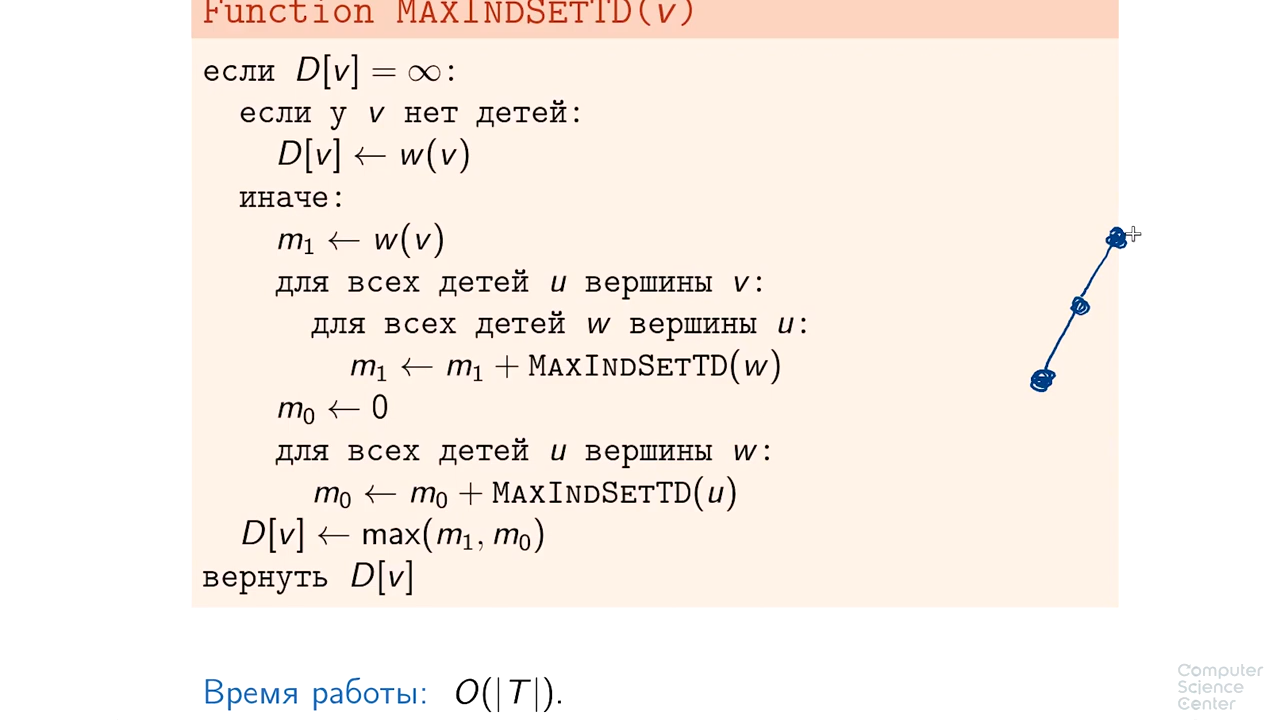 Function MaxIndSetTD(v)
если D[v] = ∞:
если у v нет детей:
D[v] ← w(v)
иначе:
m₁ ← w(v)
для всех детей u вершины v:
для всех детей w вершины u:
m₁ ← m₁ + MaxIndSetTD(w)
m₀ ← 0
для всех детей u вершины w:
m₀ ← m₀ + MaxIndSetTD(u)
D[v] ← max(m₁, m₀)
вернуть D[v]
Время работы: O(|T|).
Computer
Science
Center